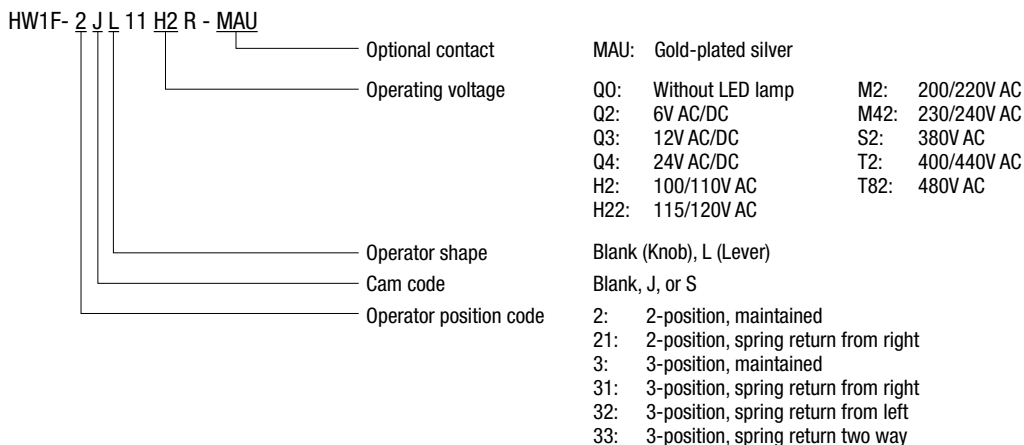 HW1F- 2 J L 11 H2 R - MAU
Optional contact MAU: Gold-plated silver
Operating voltage Q0: Without LED lamp M2: 200/220V AC
Q2: 6V AC/DC M42: 230/240V AC
Q3: 12V AC/DC S2: 380V AC
Q4: 24V AC/DC T2: 400/440V AC
H2: 100/110V AC T82: 480V AC
H22: 115/120V AC
Operator shape Blank (Knob), L (Lever)
Cam code Blank, J, or S
Operator position code 2: 2-position, maintained
21: 2-position, spring return from right
3: 3-position, maintained
31: 3-position, spring return from right
32: 3-position, spring return from left
33: 3-position, spring return two way